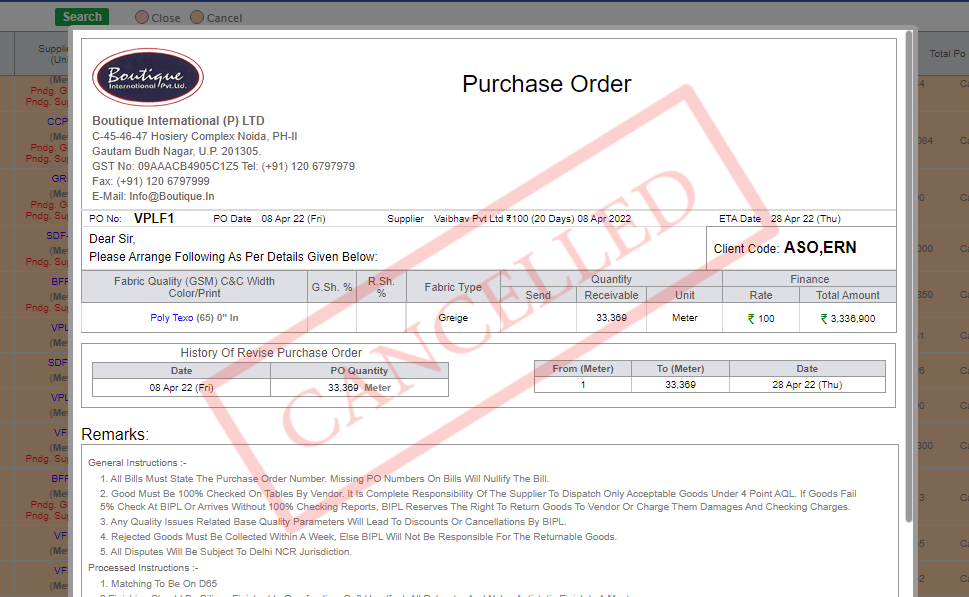 Search Close Cancel
Boutique
International Pvt.Ltd.
Purchase Order
Boutique International (P) LTD
C-45-46-47 Hosiery Complex Noida, PH-II
Gautam Budh Nagar, U.P. 201305.
GST No: 09AAACB4905C1Z5 Tel: (+91) 120 6797979
Fax: (+91) 120 6797999
E-Mail: Info@Boutique.In
PO No: VPLF1 PO Date 08 Apr 22 (Fri) Supplier Vaibhav Pvt Ltd ₹100 (20 Days) 08 Apr 2022 ETA Date 28 Apr 22 (Thu)
Dear Sir,
Please Arrange Following As Per Details Given Below:
Client Code: ASO,ERN
CANCELLED
Fabric Quality (GSM) C&C Width
Color/Print
G.Sh. %
R.Sh.
%
Fabric Type
Quantity
Finance
Send Receivable Unit Rate Total Amount
Poly Texo (65) 0" In Greige 33,369 Meter ₹ 100 ₹ 3,336,900
History Of Revise Purchase Order
Date PO Quantity
08 Apr 22 (Fri) 33,369 Meter
From (Meter) To (Meter) Date
1 33,369 28 Apr 22 (Thu)
Remarks:
General Instructions :-
1. All Bills Must State The Purchase Order Number. Missing PO Numbers On Bills Will Nullify The Bill.
2. Good Must Be 100% Checked On Tables By Vendor. It Is Complete Responsibility Of The Supplier To Dispatch Only Acceptable Goods Under 4 Point AQL. If Goods Fail
5% Check At BIPL Or Arrives Without 100% Checking Reports, BIPL Reserves The Right To Return Goods To Vendor Or Charge Them Damages And Checking Charges.
3. Any Quality Issues Related Base Quality Parameters Will Lead To Discounts Or Cancellations By BIPL.
4. Rejected Goods Must Be Collected Within A Week, Else BIPL Will Not Be Responsible For The Returnable Goods.
5. All Disputes Will Be Subject To Delhi NCR Jurisdiction.
Processed Instructions :-
1. Matching To Be On D65
Total Po